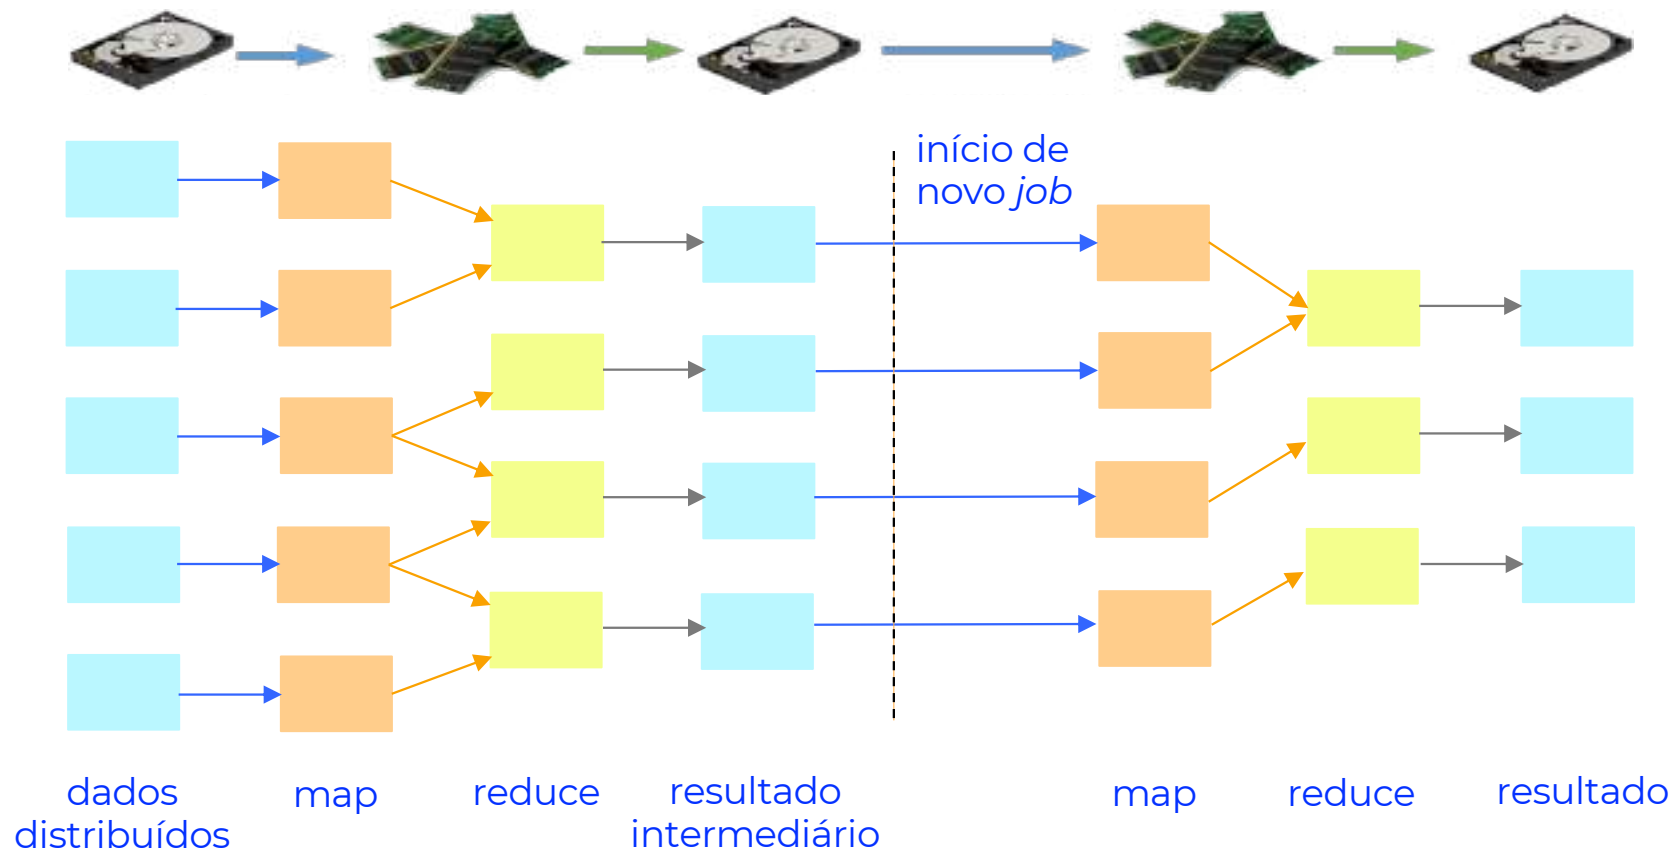 início de
novo job
dados
distribuídos
map
reduce
resultado
intermediário
map
reduce
resultado